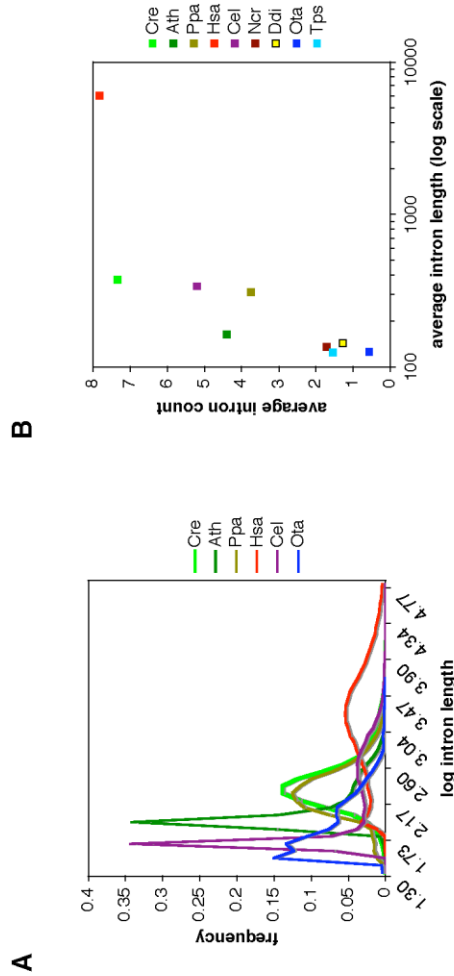 A
frequency
0.4
0.35
0.3
0.25
0.2
0.15
0.1
0.05
0
1.30
1.73
2.17
2.60
3.04
3.47
3.90
4.34
4.77
log intron length
Cre
Ath
Ppa
Hsa
Cel
Ota
B
average intron count
8
7
6
5
4
3
2
1
0
100
1000
10000
average intron length (log scale)
Cre
Ath
Ppa
Hsa
Cel
Ncr
Ddi
Ota
Tps